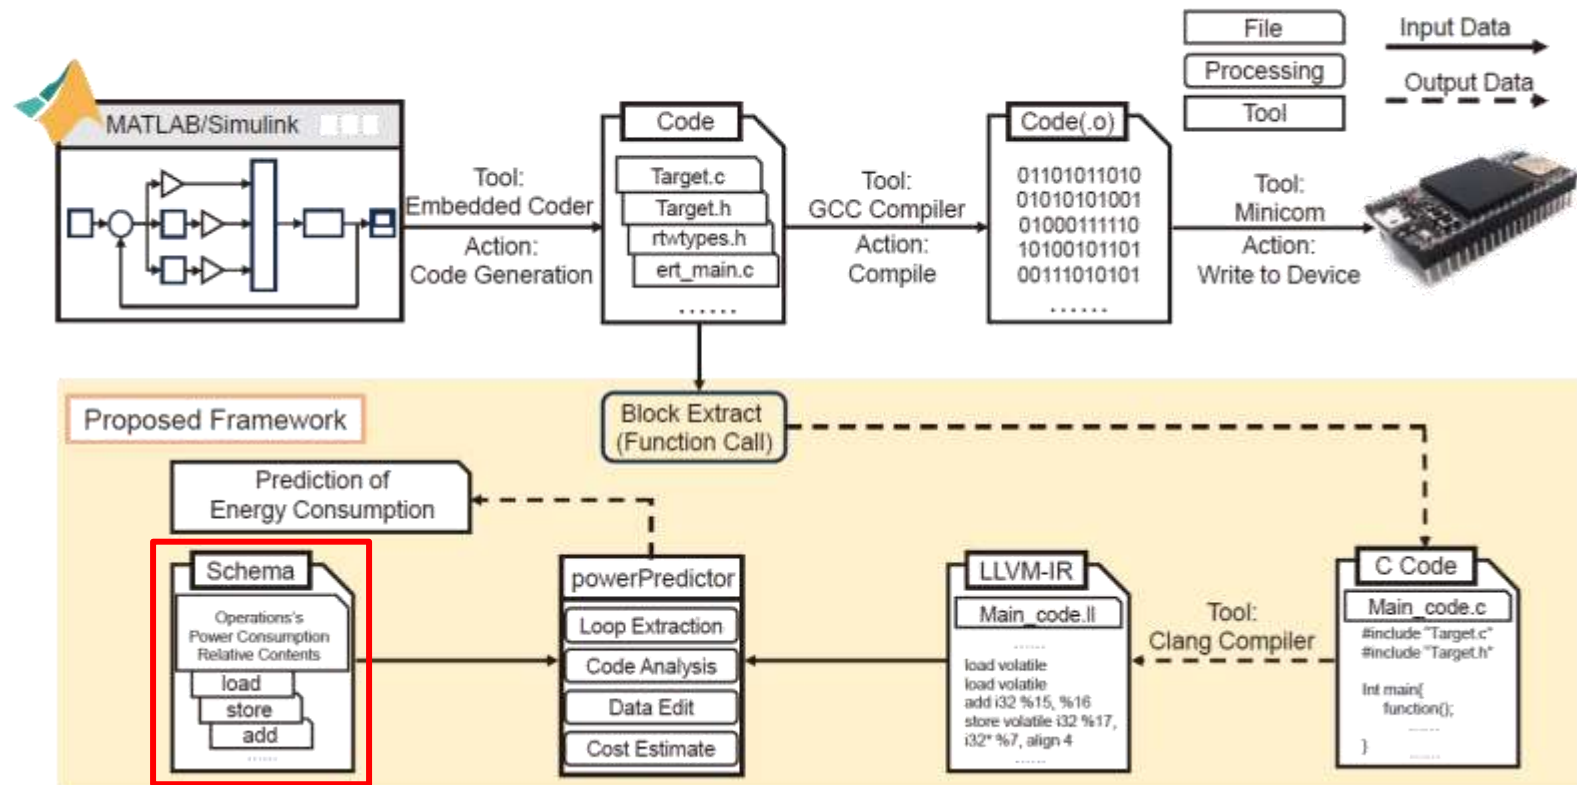 File
Input Data
Processing
Output Data
Tool
MATLAB/Simulink
Tool:
Embedded Coder
Action:
Code Generation
Code
Target.c
Target.h
rtwtypes.h
ert_main.c
......
Tool:
GCC Compiler
Action:
Compile
Code(.o)
01101011010
01010101001
01000111110
10100101101
00111010101
......
Tool:
Minicom
Action:
Write to Device
Proposed Framework
Block Extract
(Function Call)
Prediction of
Energy Consumption
Schema
Operations's
Power Consumption
Relative Contents
load
store
add
......
powerPredictor
Loop Extraction
Code Analysis
Data Edit
Cost Estimate
LLVM-IR
Main_code.ll
......
load volatile
load volatile
add i32 %15, %16
store volatile i32 %17,
i32* %7, align 4
......
Tool:
Clang Compiler
C Code
Main_code.c
#include "Target.c"
#include "Target.h"
Int main{
function();
......
}
......